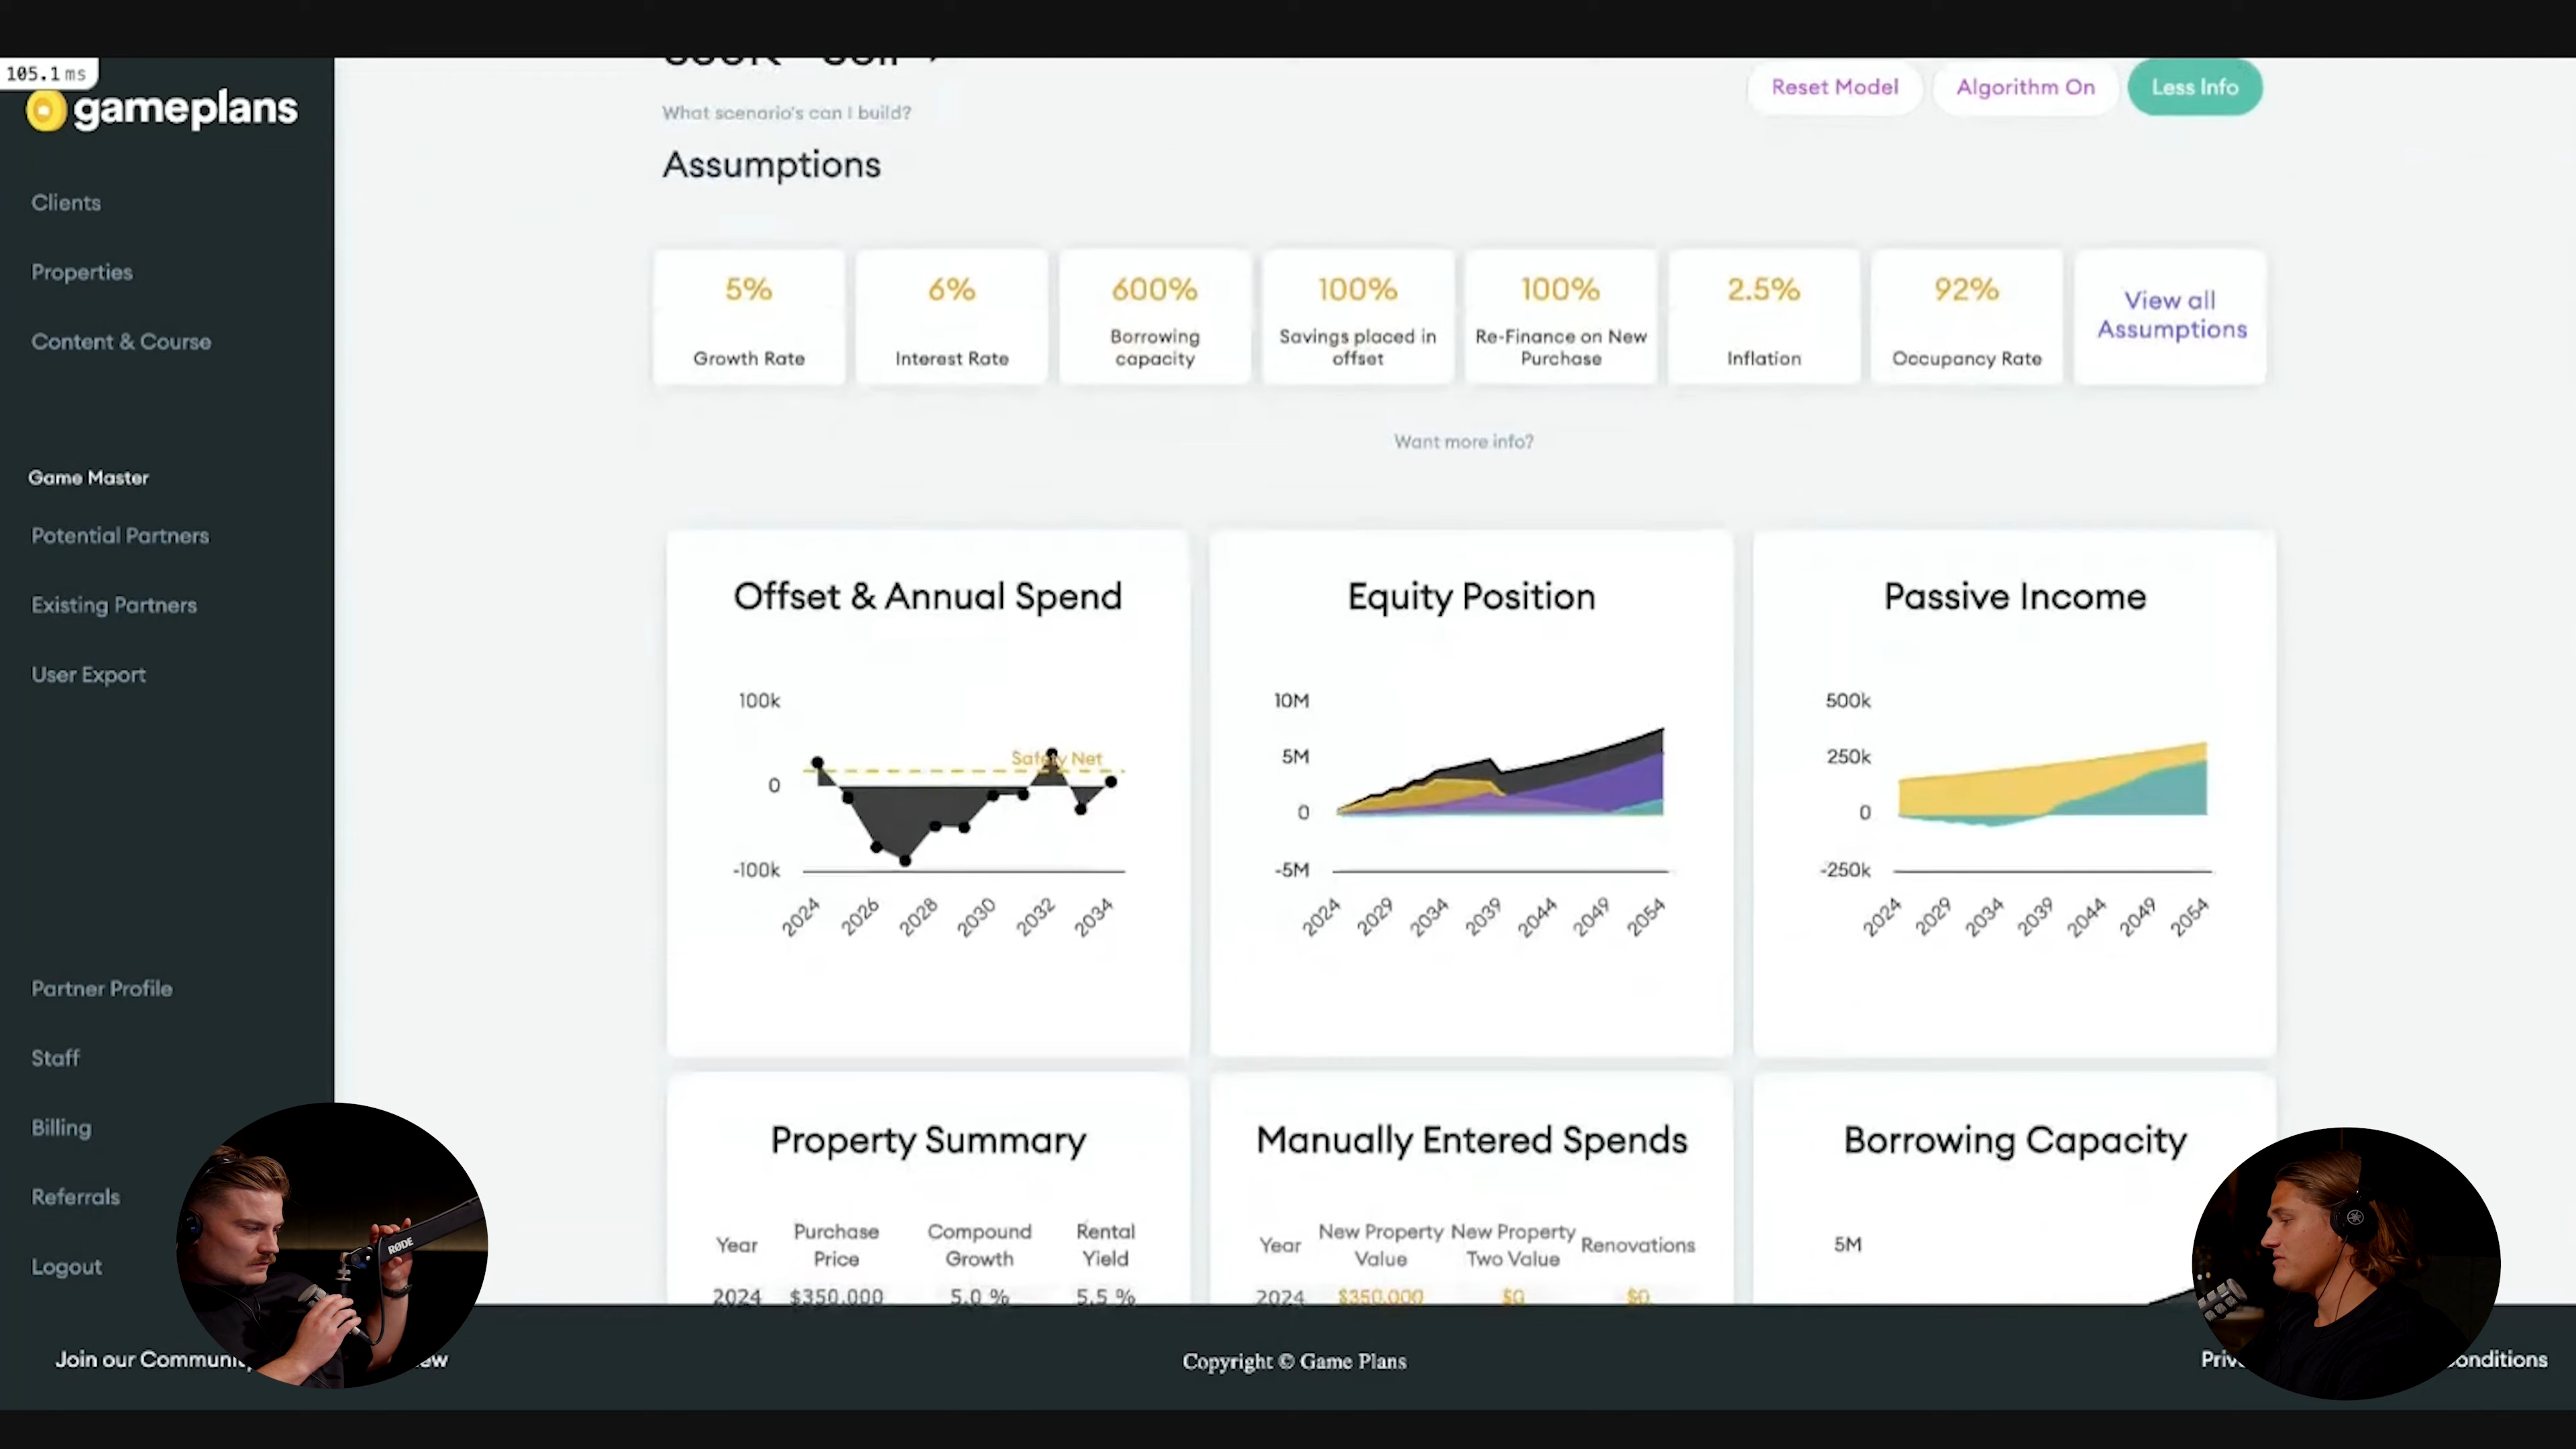 105.1 ms
gameplans
Clients
Properties
Content & Course
Game Master
Potential Partners
Existing Partners
User Export
Partner Profile
Staff
Billing
Referrals
Logout
What scenario's can I build?
Reset Model
Algorithm On
Less Info
Assumptions
5%
Growth Rate
6%
Interest Rate
600%
Borrowing
capacity
100%
Savings placed in
offset
100%
Re-Finance on New
Purchase
2.5%
Inflation
92%
Occupancy Rate
View all
Assumptions
Want more info?
Offset & Annual Spend
100k
0
-100k
Safety Net
2024
2026
2028
2030
2032
2034
Equity Position
10M
5M
0
-5M
2024
2029
2034
2039
2044
2049
2054
Passive Income
500k
250k
0
-250k
2024
2029
2034
2039
2044
2049
2054
Property Summary
Year
Purchase
Price
Compound
Growth
Rental
Yield
2024 $350,000 5.0 % 5.5 %
Manually Entered Spends
Year
New Property
Value
New Property
Two Value
Renovations
2024 $350,000 $0 $0
Borrowing Capacity
5M
RØDE
Join our Communit
Copyright © Game Plans
Priv
onditions